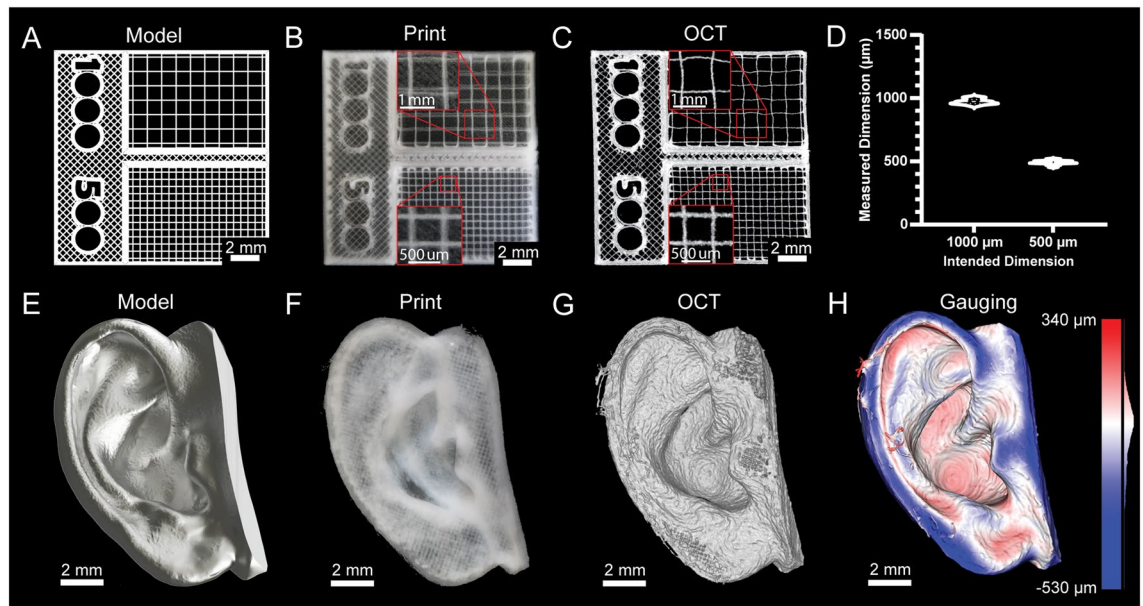 A
Model
1000
500
2 mm
B
Print
1000
1 mm
500
500 um
2 mm
C
OCT
1000
1 mm
500
500 um
2 mm
D
Measured Dimension (µm)
1500
1000
500
0
1000 µm
500 µm
Intended Dimension
E
Model
2 mm
F
Print
2 mm
G
OCT
2 mm
H
Gauging
2 mm
340 µm
-530 µm